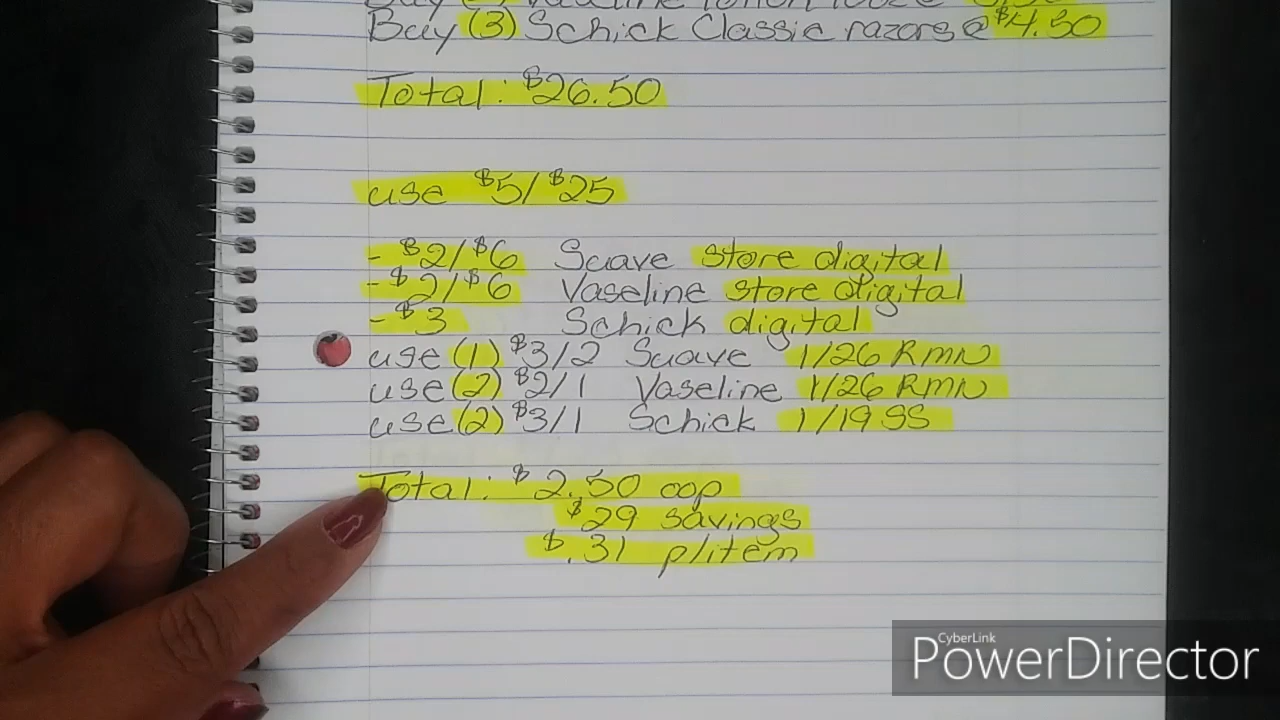 Buy (3) Schick Classic razors @ $4.50
Total: $26.50
use $5/$25
- $2/$6 Suave store digital
- $2/$6 Vaseline store digital
- $3 Schick digital
use (1) $3/2 Suave 1/26 RMN
use (2) $2/1 Vaseline 1/26 RMN
use (2) $3/1 Schick 1/19 SS
Total: $2.50 oop
$29 savings
$.31 p/item
CyberLink
PowerDirector